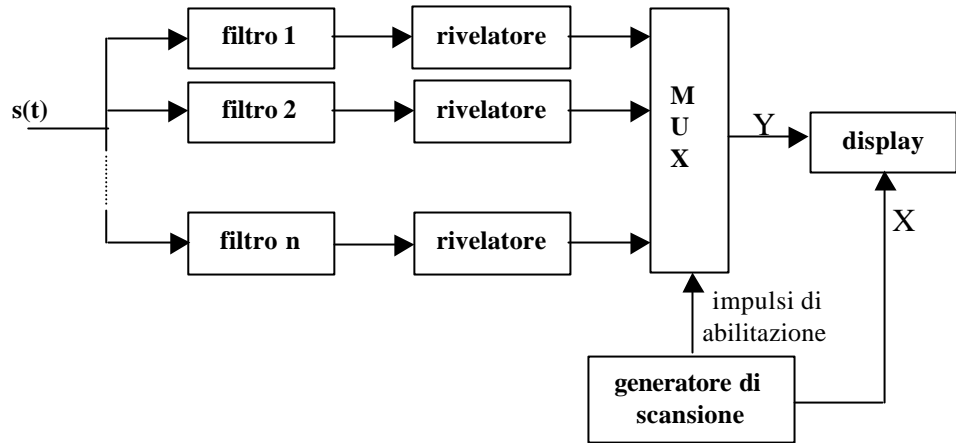 filtro 1
rivelatore
s(t)
filtro 2
rivelatore
M
U
X
Y
display
X
filtro n
rivelatore
impulsi di
abilitazione
generatore di
scansione